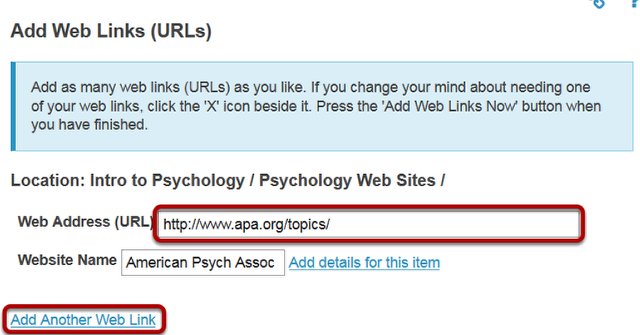 Add Web Links (URLs)
Add as many web links (URLs) as you like. If you change your mind about needing one
of your web links, click the 'X' icon beside it. Press the 'Add Web Links Now' button when
you have finished.
Location: Intro to Psychology / Psychology Web Sites /
Web Address (URL) http://www.apa.org/topics/
Website Name American Psych Assoc Add details for this item
Add Another Web Link